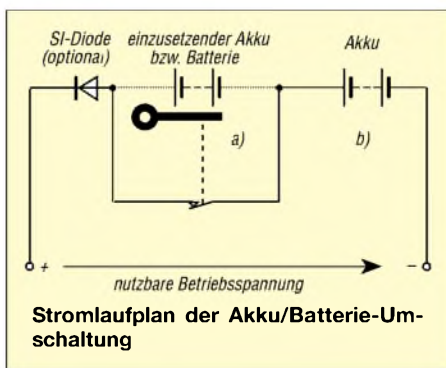 SI-Diode
(optional)
einzusetzender Akku
bzw. Batterie
Akku
a)
b)
+
nutzbare Betriebsspannung
-
Stromlaufplan der Akku/Batterie-Um-
schaltung